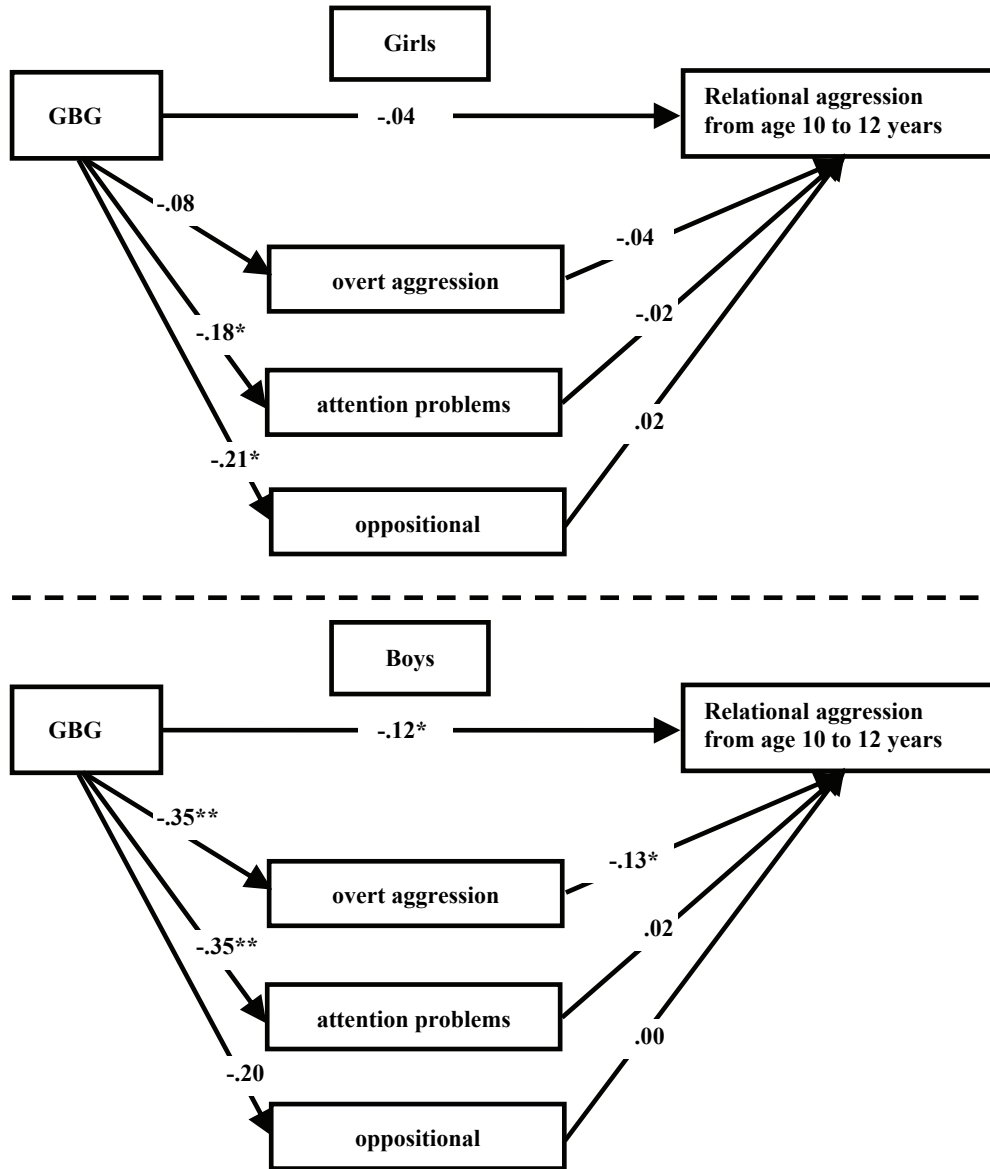 Girls
GBG
-.04
Relational aggression
from age 10 to 12 years
-.08
-.04
overt aggression
-.18*
-.02
attention problems
-.21*
.02
oppositional
Boys
GBG
-.12*
Relational aggression
from age 10 to 12 years
-.35**
-.13*
overt aggression
-.35**
.02
attention problems
-.20
.00
oppositional